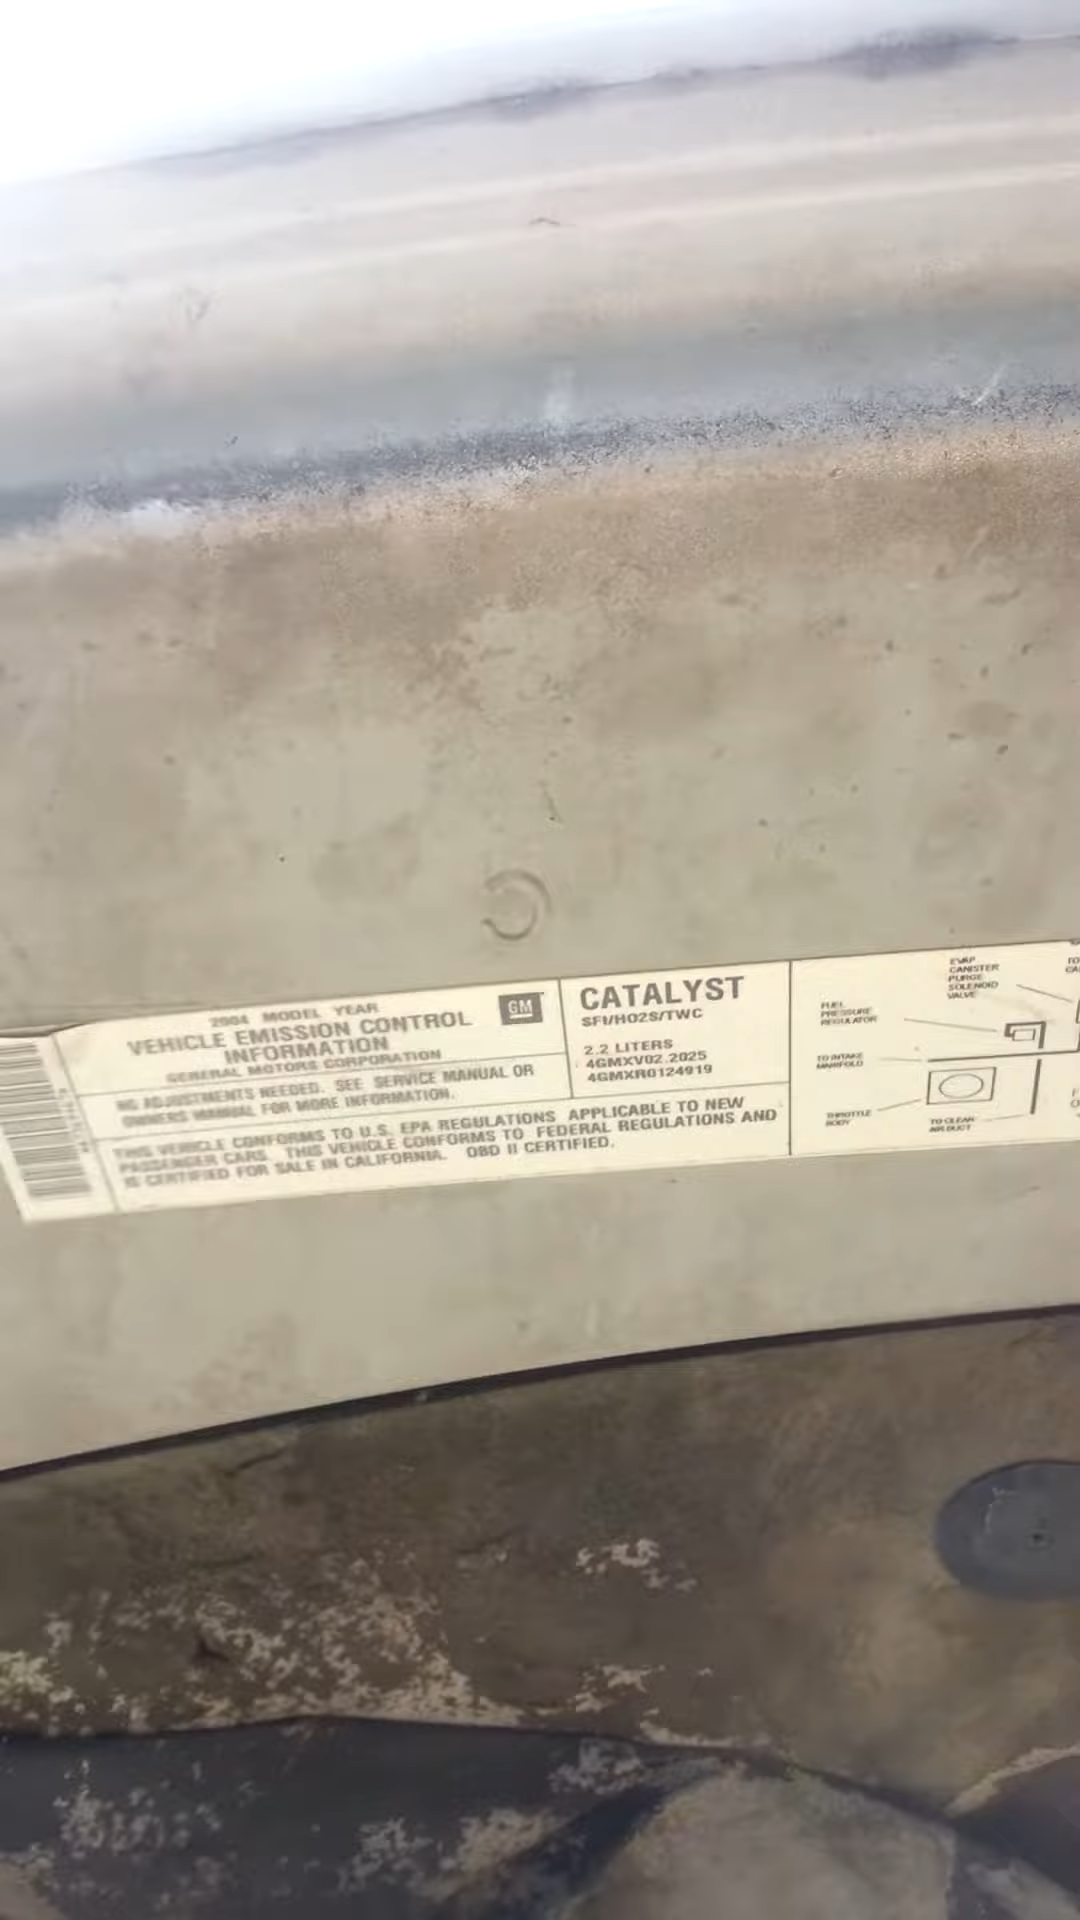 2004 MODEL YEAR
VEHICLE EMISSION CONTROL
INFORMATION
GENERAL MOTORS CORPORATION
GM
NO ADJUSTMENTS NEEDED. SEE SERVICE MANUAL OR
OWNERS MANUAL FOR MORE INFORMATION.
THIS VEHICLE CONFORMS TO U.S. EPA REGULATIONS APPLICABLE TO NEW
PASSENGER CARS. THIS VEHICLE CONFORMS TO FEDERAL REGULATIONS AND
IS CERTIFIED FOR SALE IN CALIFORNIA. OBD II CERTIFIED.
CATALYST
SFI/HO2S/TWC
2.2 LITERS
4GMXV02.2025
4GMXR0124919
EVAP
CANISTER
PURGE
SOLENOID
VALVE
FUEL
PRESSURE
REGULATOR
TO INTAKE
MANIFOLD
THROTTLE
BODY
TO CLEAN
AIR DUCT